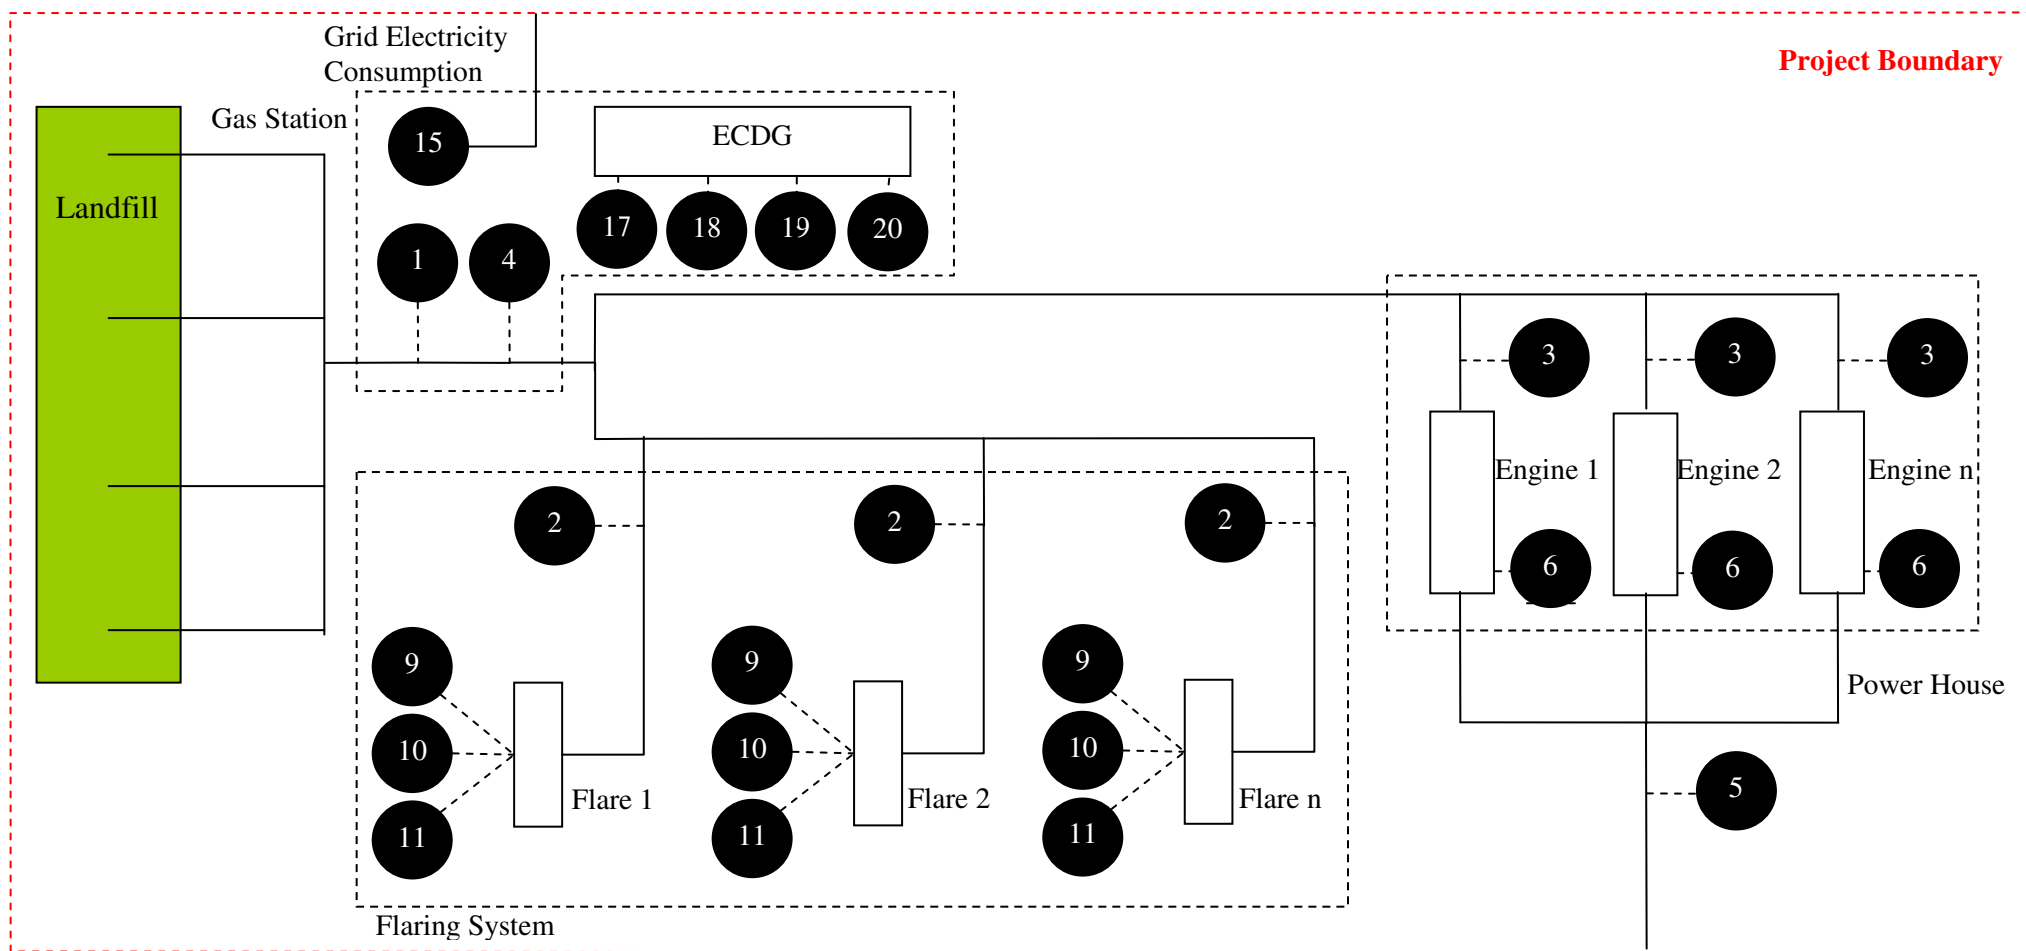 Grid Electricity
Consumption
Project Boundary
Gas Station
15
ECDG
Landfill
17 18 19 20
1 4
3 3 3
Engine 1 Engine 2 Engine n
2 2 2
6 6 6
9 9 9
Power House
10 10 10
5
Flare 1 Flare 2 Flare n
11 11 11
Flaring System